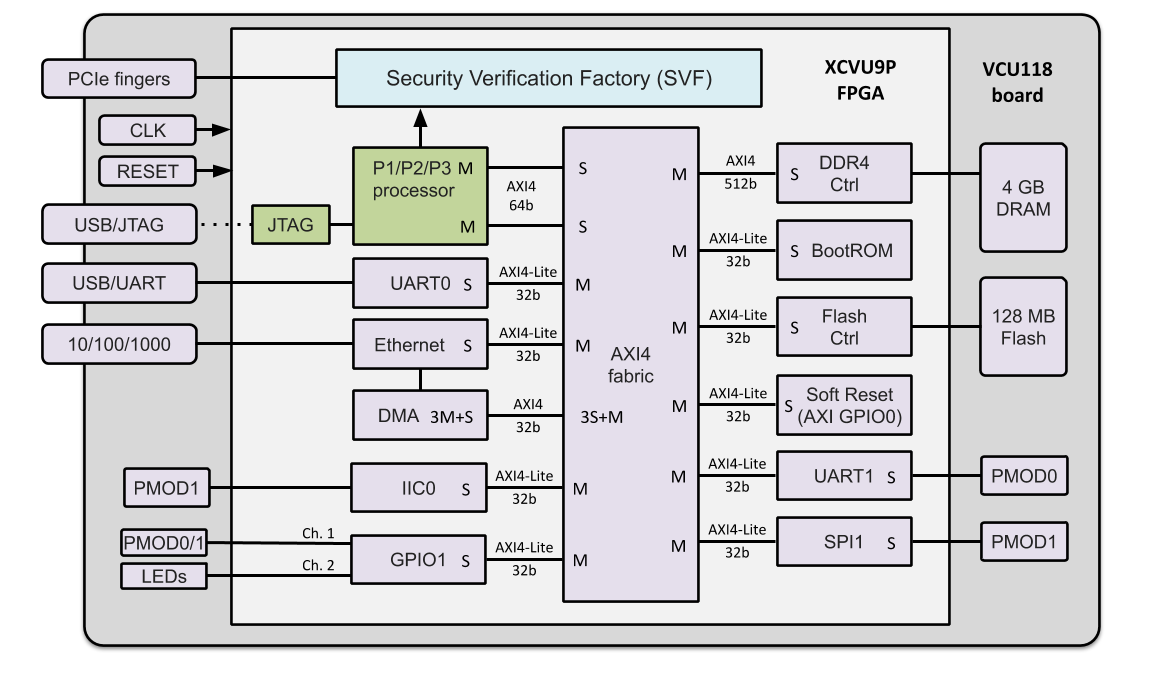 PCIe fingers
Security Verification Factory (SVF)
XCVU9P
FPGA
VCU118
board
CLK
RESET
P1/P2/P3 M
processor
M
AXI4
64b
S
S
USB/JTAG
JTAG
USB/UART
UART0 S
AXI4-Lite
32b
M
10/100/1000
Ethernet S
AXI4-Lite
32b
M
AXI4
fabric
DMA 3M+S
AXI4
32b
3S+M
PMOD1
IIC0 S
AXI4-Lite
32b
M
PMOD0/1
Ch. 1
LEDs
Ch. 2
GPIO1 S
AXI4-Lite
32b
M
M
AXI4
512b
S
DDR4
Ctrl
4 GB
DRAM
M
AXI4-Lite
32b
S BootROM
M
AXI4-Lite
32b
S
Flash
Ctrl
128 MB
Flash
M
AXI4-Lite
32b
S
Soft Reset
(AXI GPIO0)
M
AXI4-Lite
32b
UART1 S
PMOD0
M
AXI4-Lite
32b
SPI1 S
PMOD1